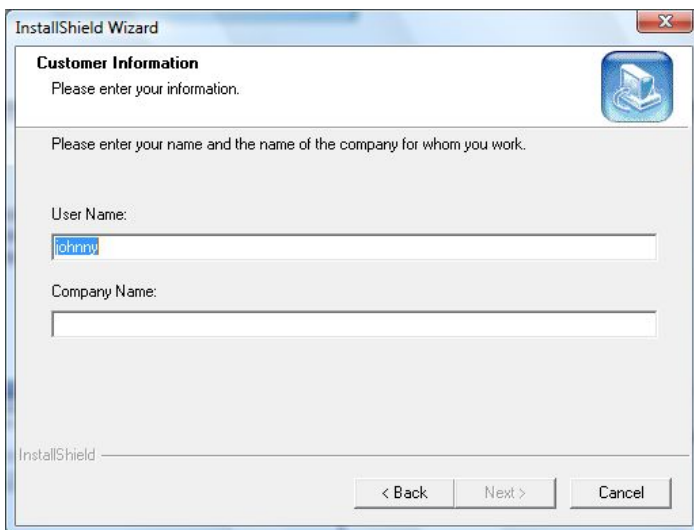 InstallShield Wizard
Customer Information
Please enter your information.
Please enter your name and the name of the company for whom you work.
User Name:
johnny
Company Name:
InstallShield
< Back
Next >
Cancel